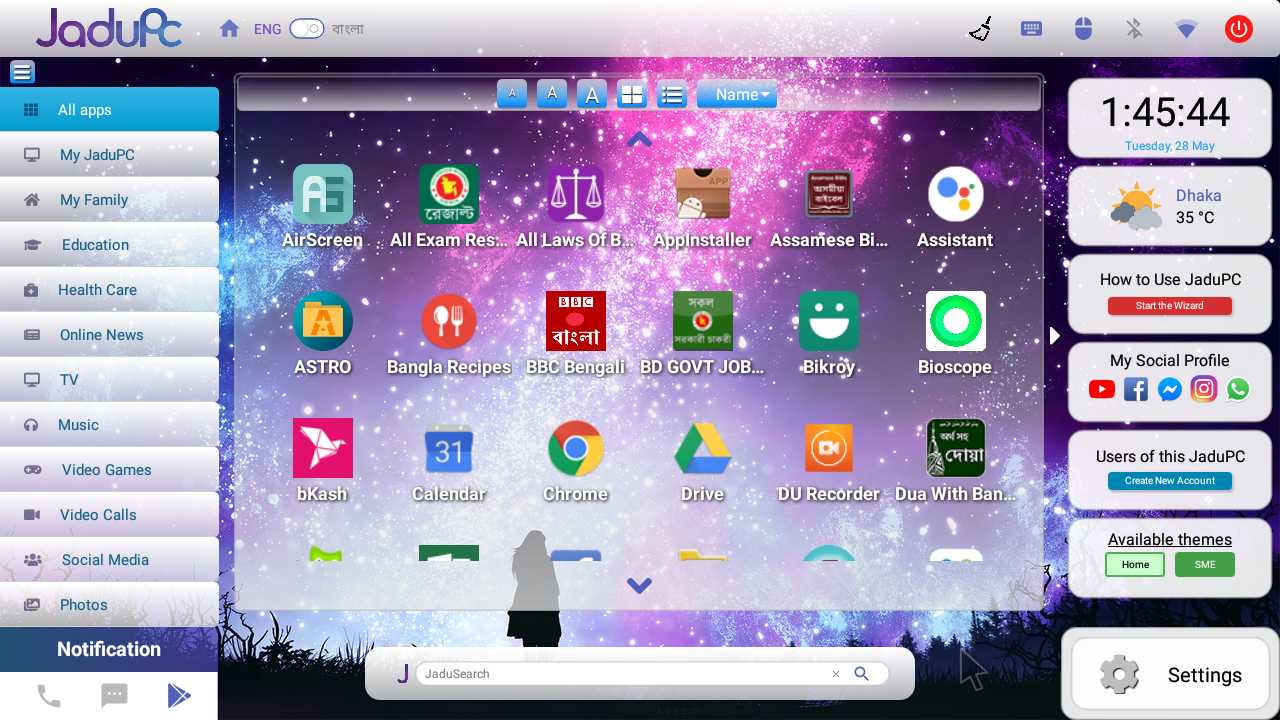 JaduPc
ENG
বাংলা
Name
All apps
My JaduPC
My Family
Education
Health Care
Online News
TV
Music
Video Games
Video Calls
Social Media
Photos
Notification
A A A
AirScreen
All Exam Res...
All Laws Of B...
AppInstaller
Assamese Bi...
Assistant
রেজাল্ট
APP
Assamese Bible
অসমীয়া
বাইবেল
ASTRO
Bangla Recipes
BBC Bengali
BD GOVT JOB...
Bikroy
Bioscope
BBC
বাংলা
সকল
সরকারী চাকরী
bKash
Calendar
Chrome
Drive
DU Recorder
Dua With Ban...
31
অর্থ সহ
দোয়া
J
JaduSearch
1:45:44
Tuesday, 28 May
Dhaka
35 °C
How to Use JaduPC
Start the Wizard
My Social Profile
Users of this JaduPC
Create New Account
Available themes
Home
SME
Settings